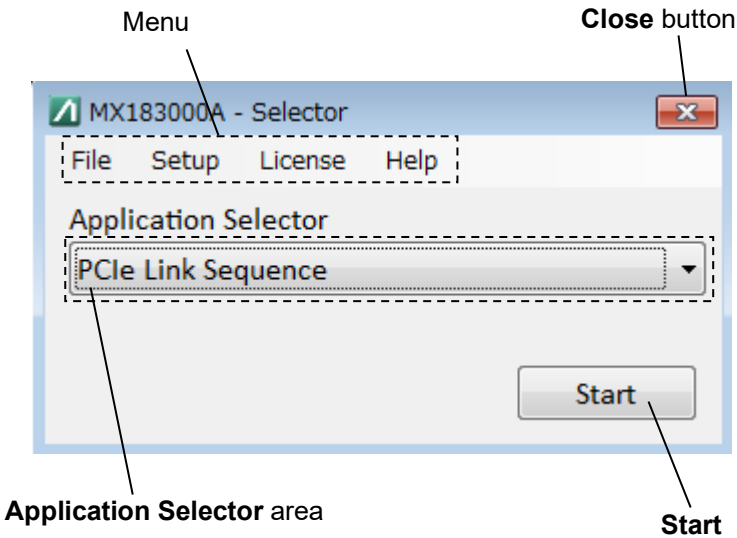 Menu
Close button
MX183000A - Selector
File Setup License Help
Application Selector
PCIe Link Sequence
Start
Application Selector area
Start